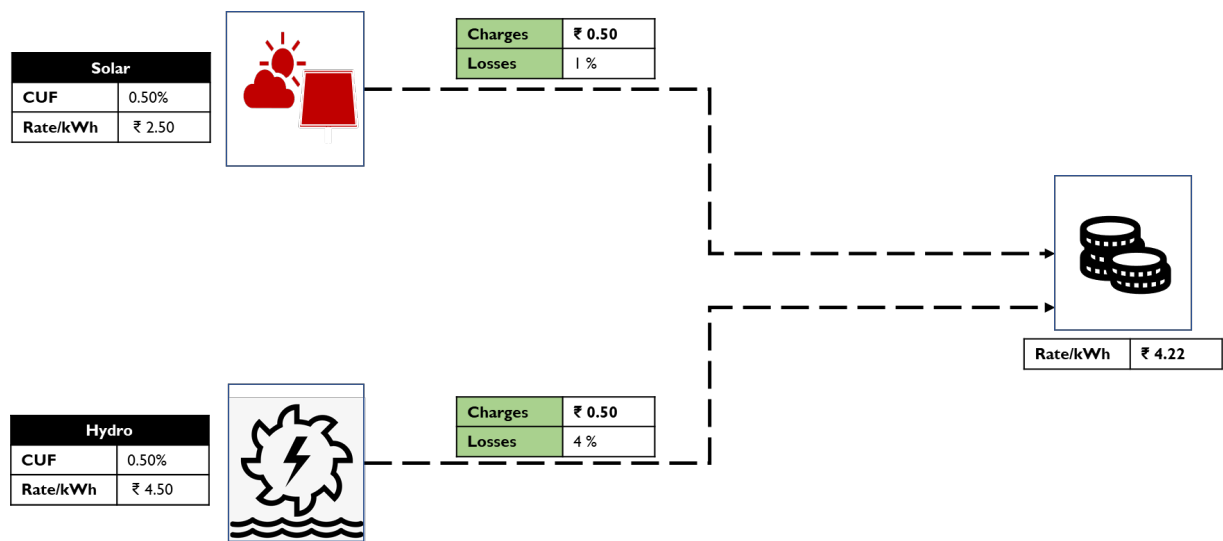 Solar
CUF 0.50%
Rate/kWh ₹ 2.50
Charges ₹ 0.50
Losses 1 %
Rate/kWh ₹ 4.22
Hydro
CUF 0.50%
Rate/kWh ₹ 4.50
Charges ₹ 0.50
Losses 4 %